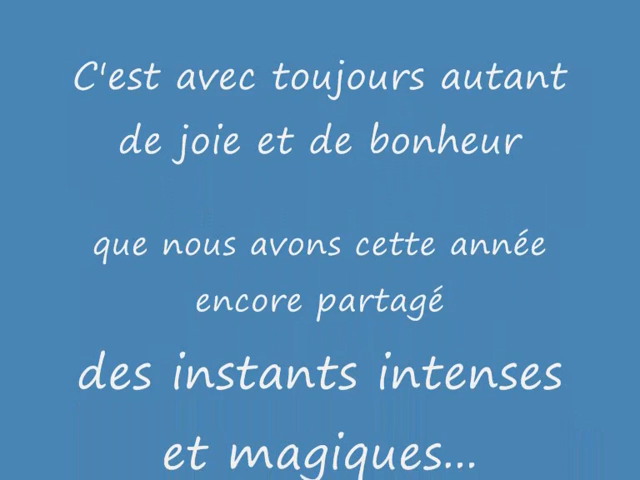 C'est avec toujours autant
de joie et de bonheur
que nous avons cette année
encore partagé
des instants intenses
et magiques...